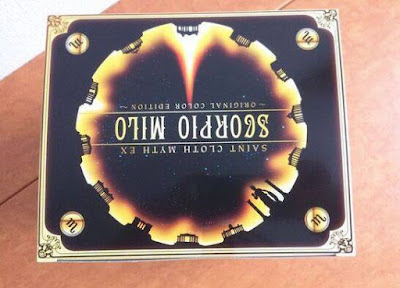 SAINT CLOTH MYTH EX
SCORPIO MILO
~ ORIGINAL COLOR EDITION ~